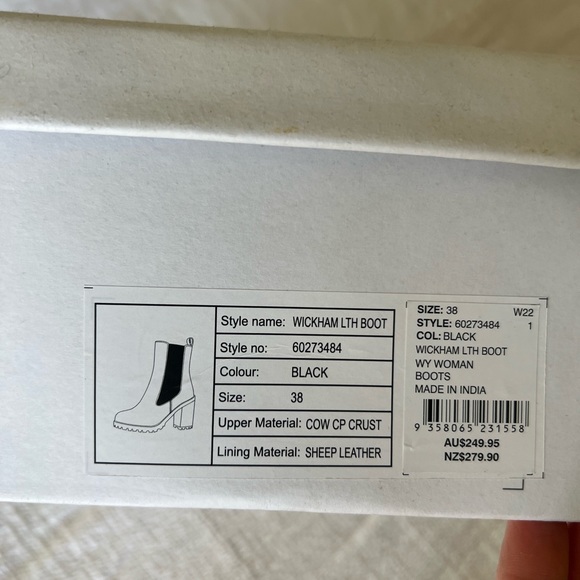 Style name: WICKHAM LTH BOOT
Style no: 60273484
Colour: BLACK
Size: 38
Upper Material: COW CP CRUST
Lining Material: SHEEP LEATHER
SIZE: 38 W22
STYLE: 60273484 1
COL: BLACK
WICKHAM LTH BOOT
WY WOMAN
BOOTS
MADE IN INDIA
9 358065 231558
AU$249.95
NZ$279.90